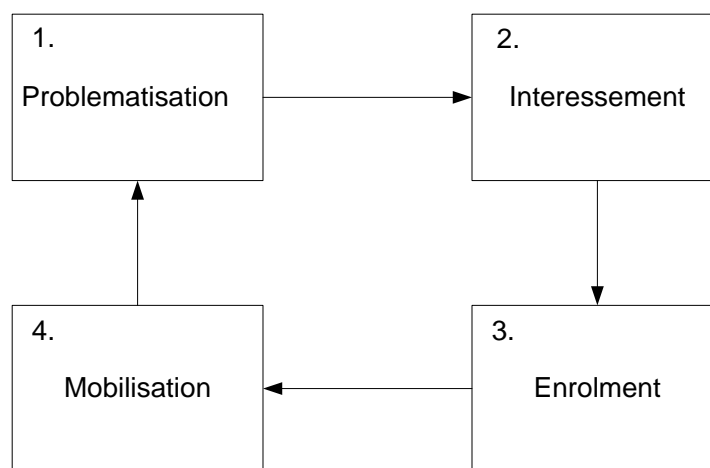 1.
Problematisation
2.
Interessement
3.
Enrolment
4.
Mobilisation